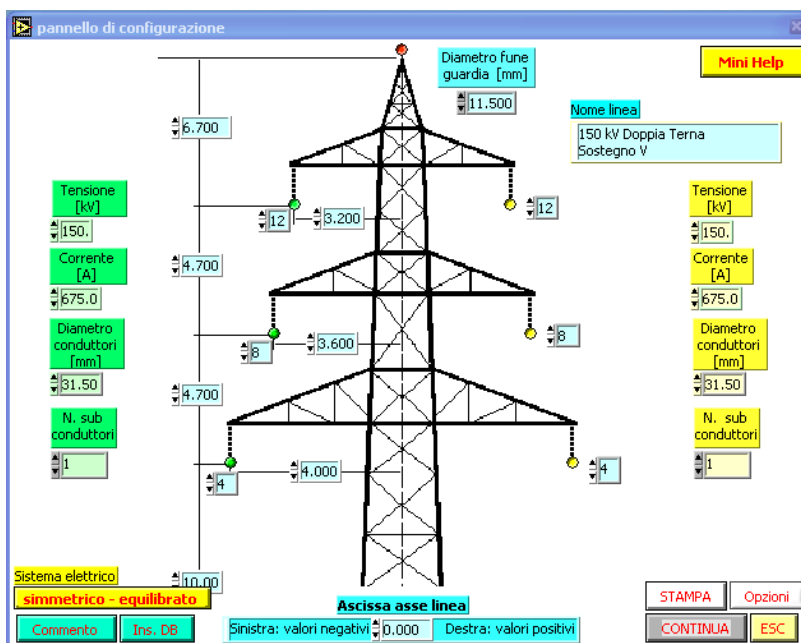 pannello di configurazione
Diametro fune
guardia [mm]
11.500
Mini Help
Nome linea
150 kV Doppia Terna
Sostegno V
6.700
12
3.200
12
Tensione
[kV]
150.
Corrente
[A]
675.0
Diametro
conduttori
[mm]
31.50
N. sub
conduttori
1
4.700
8
3.600
8
4.700
4
4.000
4
10.00
Tensione
[kV]
150.
Corrente
[A]
675.0
Diametro
conduttori
[mm]
31.50
N. sub
conduttori
1
Sistema elettrico
simmetrico - equilibrato
Commento
Ins. DB
Ascissa asse linea
Sinistra: valori negativi
0.000
Destra: valori positivi
STAMPA
Opzioni
CONTINUA
ESC